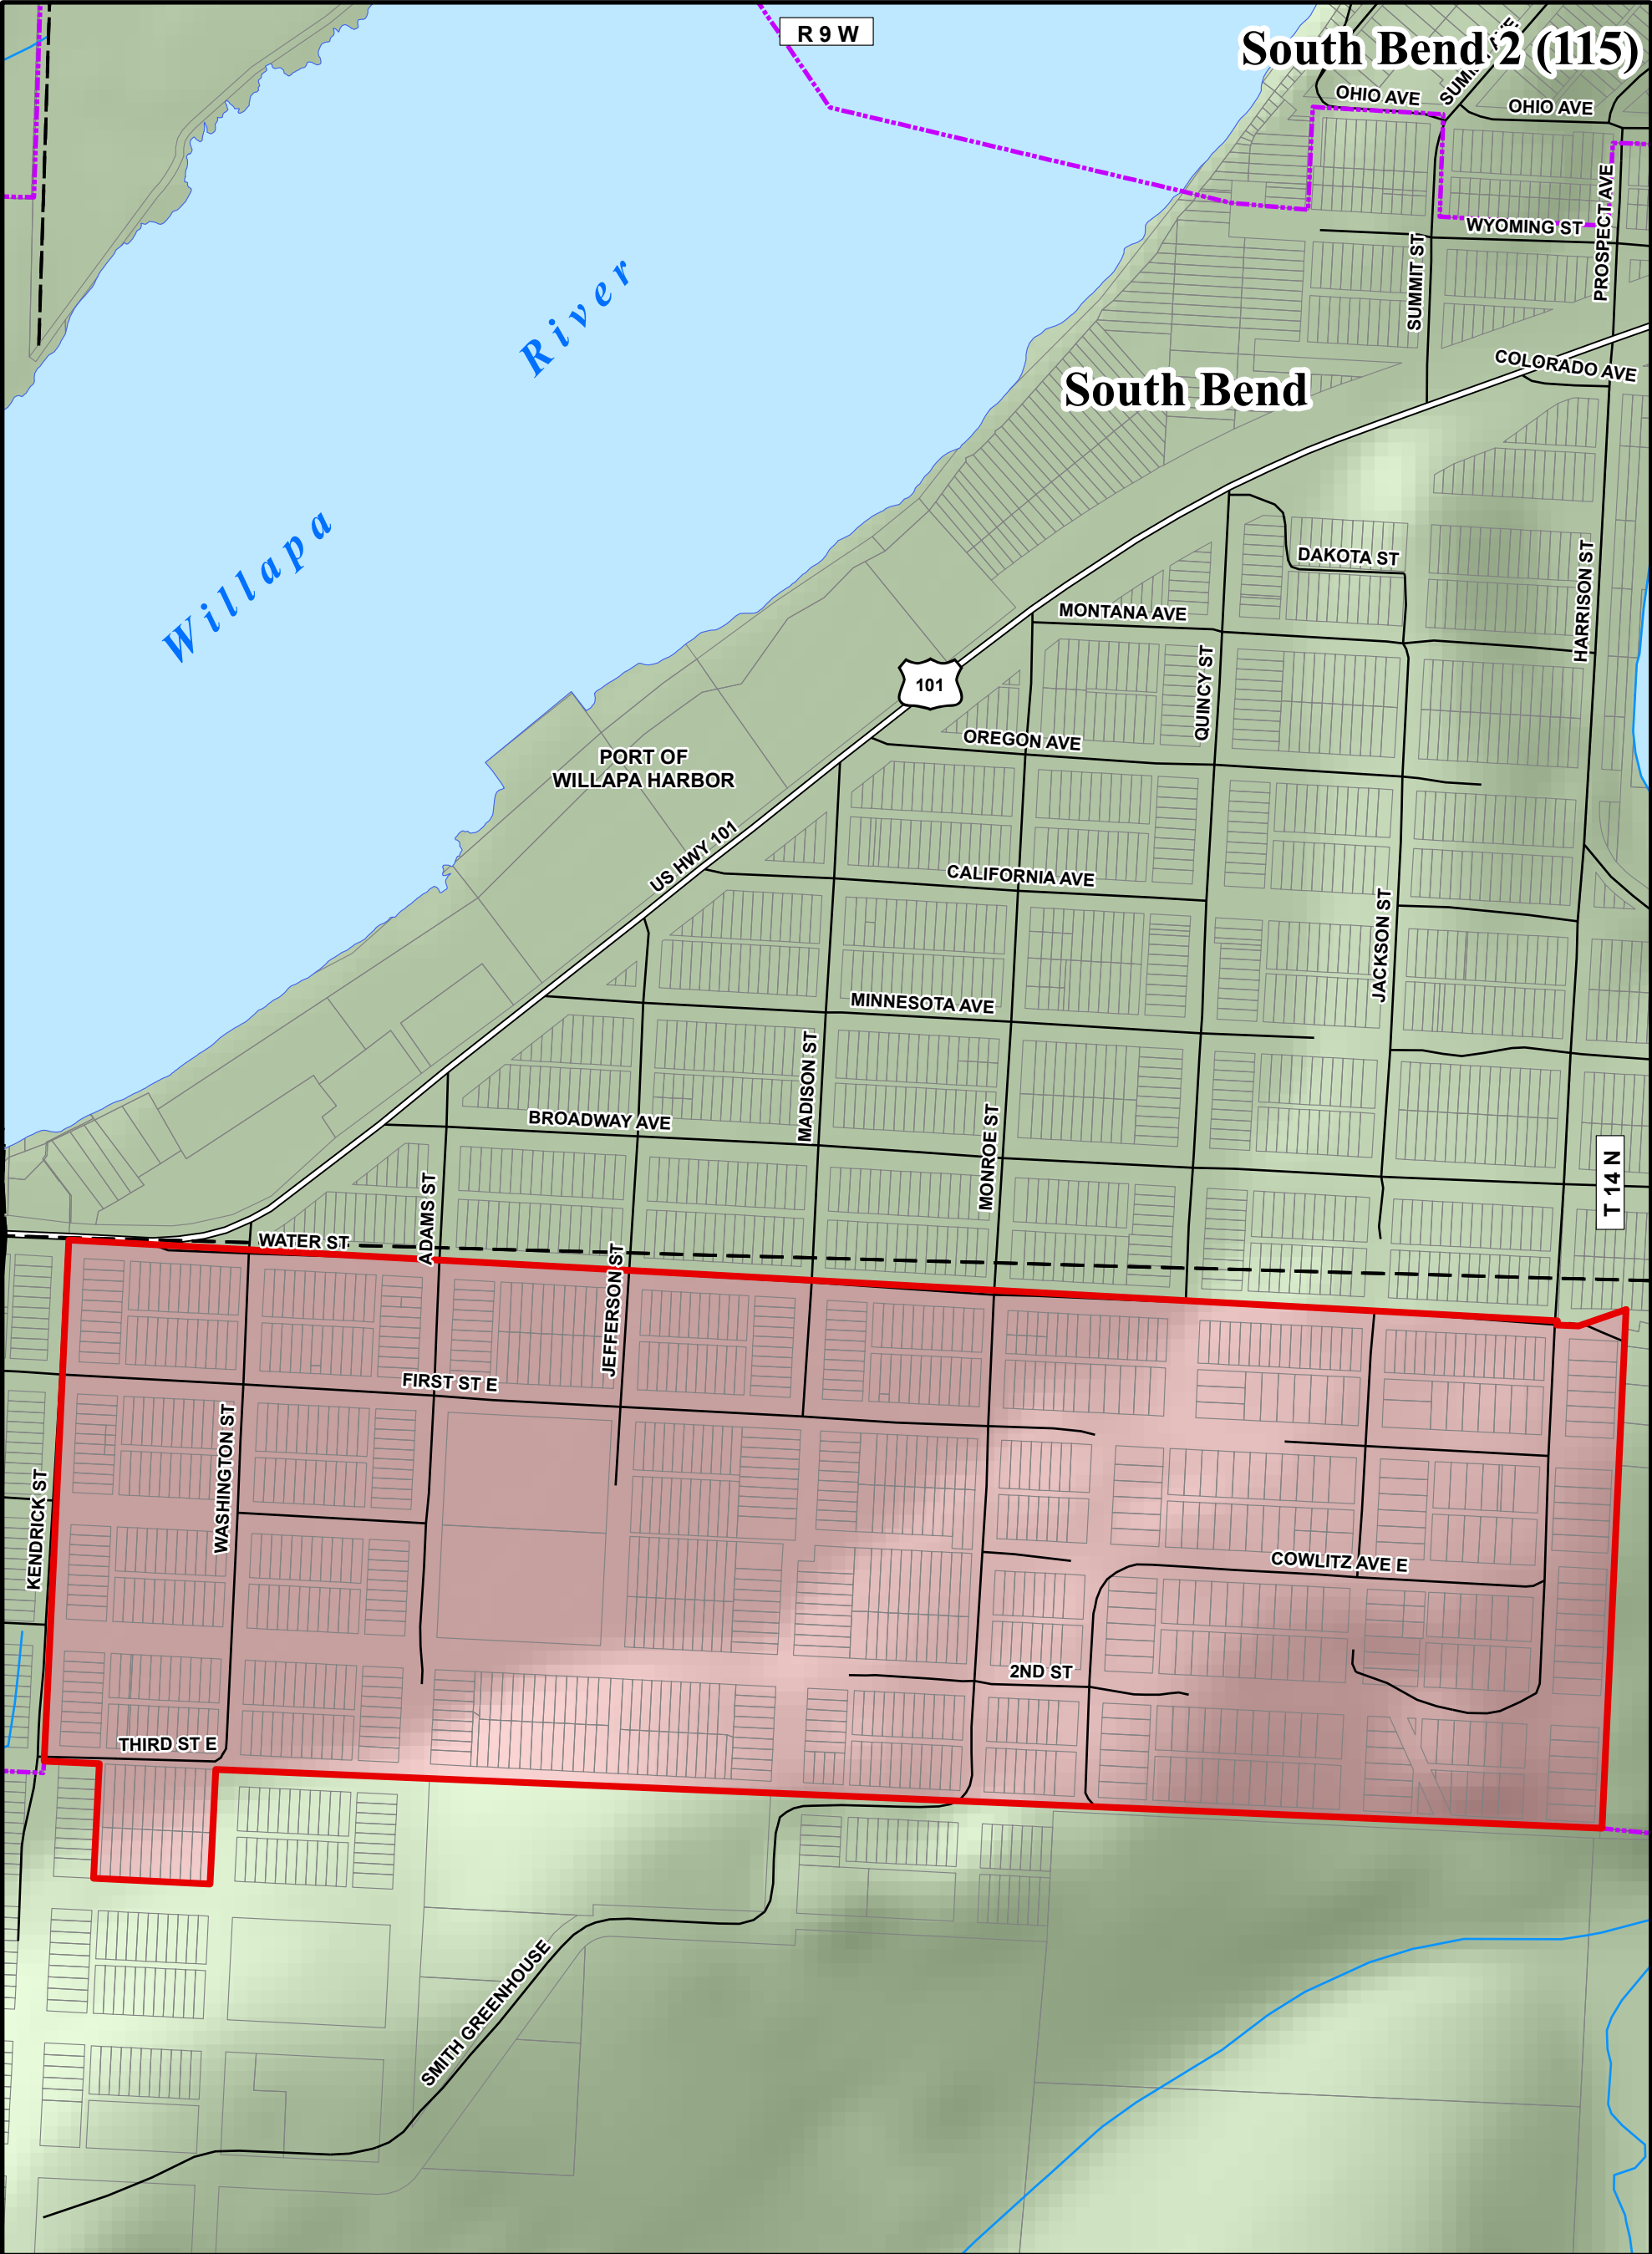 R 9 W
South Bend 2 (115)
SUMMIT AVE
OHIO AVE
OHIO AVE
PROSPECT AVE
WYOMING ST
SUMMIT ST
River
COLORADO AVE
South Bend
Willapa
DAKOTA ST
HARRISON ST
MONTANA AVE
QUINCY ST
101
OREGON AVE
PORT OF
WILLAPA HARBOR
US HWY 101
CALIFORNIA AVE
JACKSON ST
MINNESOTA AVE
MADISON ST
BROADWAY AVE
MONROE ST
T 14 N
ADAMS ST
WATER ST
JEFFERSON ST
FIRST ST E
WASHINGTON ST
KENDRICK ST
COWLITZ AVE E
2ND ST
THIRD ST E
SMITH GREENHOUSE